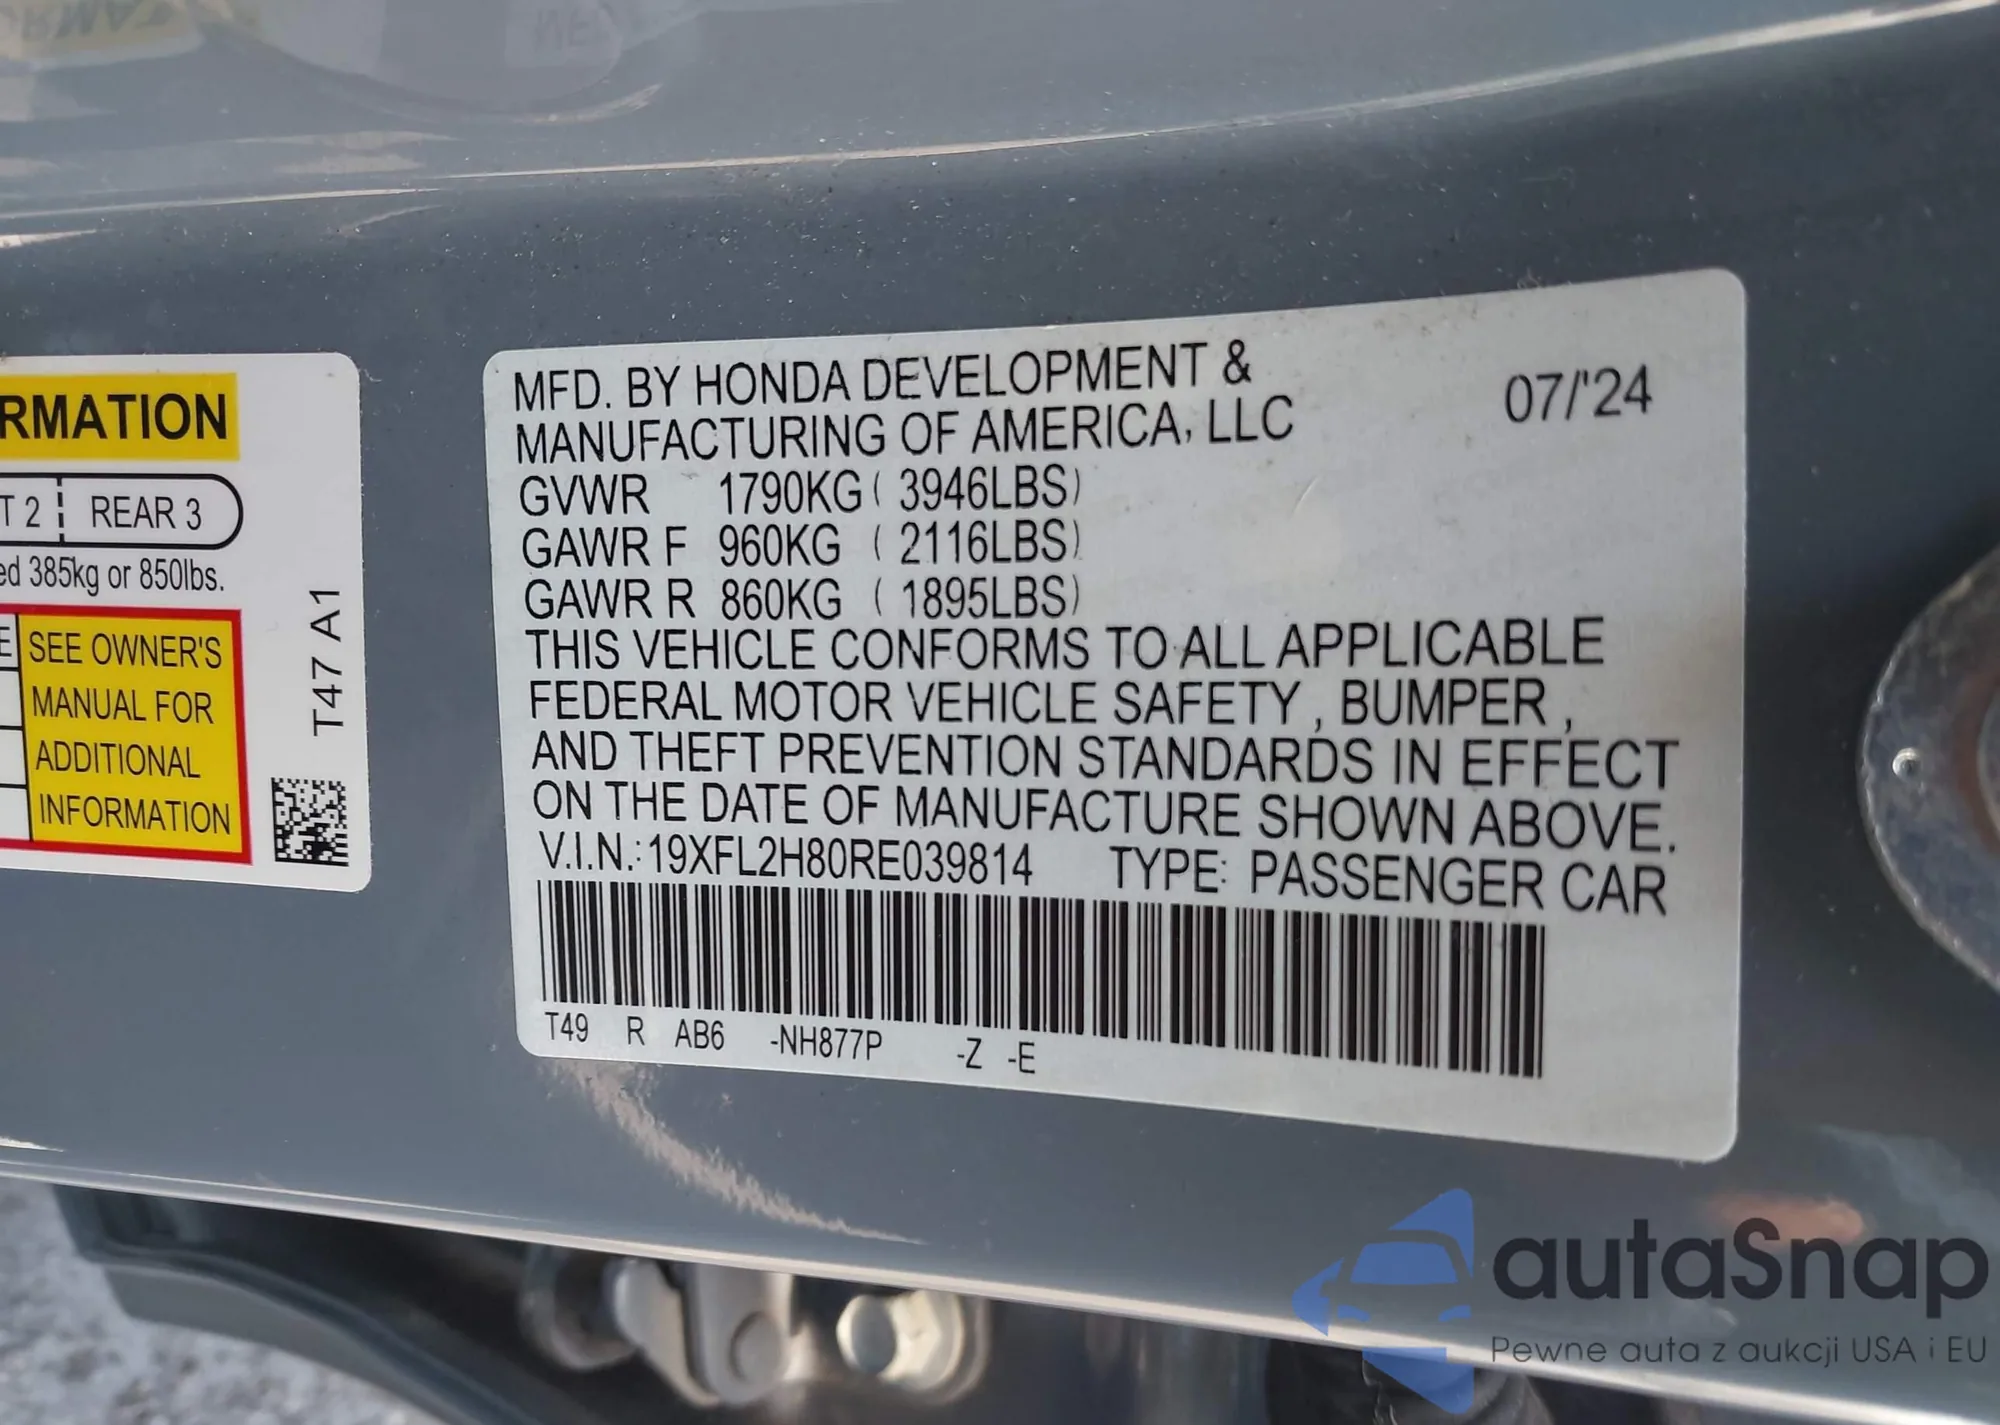 RMATION
T 2 REAR 3
ed 385kg or 850lbs.
E
SEE OWNER'S
MANUAL FOR
ADDITIONAL
INFORMATION
T47 A1
MFD. BY HONDA DEVELOPMENT &
MANUFACTURING OF AMERICA, LLC
07/'24
GVWR 1790KG ( 3946LBS)
GAWR F 960KG ( 2116LBS)
GAWR R 860KG ( 1895LBS)
THIS VEHICLE CONFORMS TO ALL APPLICABLE
FEDERAL MOTOR VEHICLE SAFETY , BUMPER ,
AND THEFT PREVENTION STANDARDS IN EFFECT
ON THE DATE OF MANUFACTURE SHOWN ABOVE.
V.I.N.: 19XFL2H80RE039814 TYPE: PASSENGER CAR
T49 R AB6 -NH877P -Z -E
autaSnap
Pewne auta z aukcji USA i EU